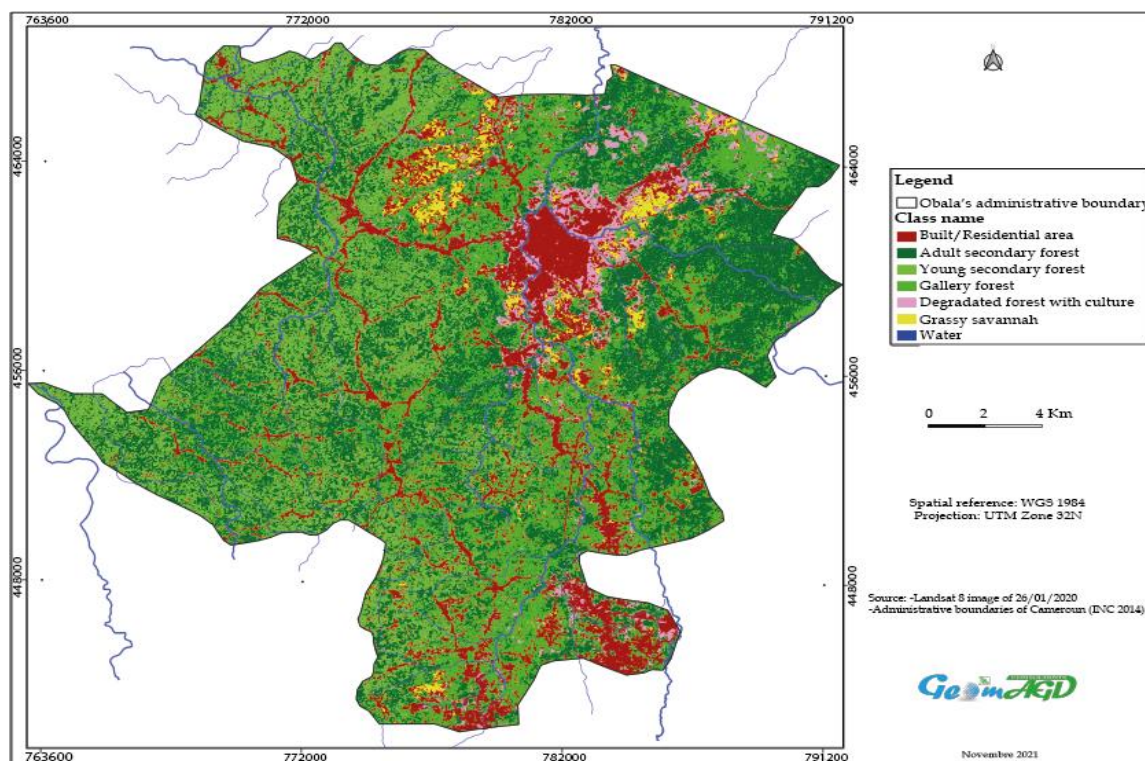 763600 772000 782000 791200
464000 464000
456000 456000
448000 448000
763600 772000 782000 791200
Legend
Obala's administrative boundary
Class name
Built/Residential area
Adult secondary forest
Young secondary forest
Gallery forest
Degradated forest with culture
Grassy savannah
Water
0 2 4 Km
Spatial reference: WGS 1984
Projection: UTM Zone 32N
Source: -Landsat 8 image of 26/01/2020
-Administrative boundaries of Cameroun (INC 2014)
GeomAGD
Novembre 2021